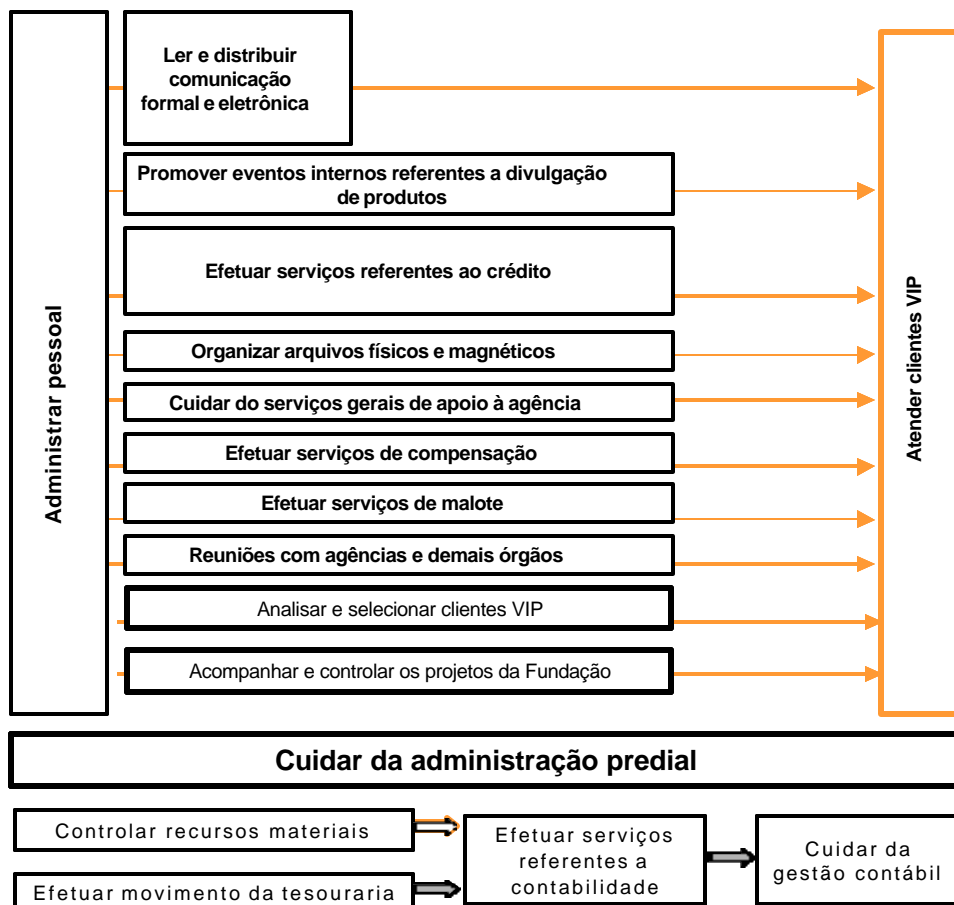 Administrar pessoal
Ler e distribuir
comunicação
formal e eletrônica
Promover eventos internos referentes a divulgação
de produtos
Efetuar serviços referentes ao crédito
Organizar arquivos físicos e magnéticos
Cuidar do serviços gerais de apoio à agência
Efetuar serviços de compensação
Efetuar serviços de malote
Reuniões com agências e demais órgãos
Analisar e selecionar clientes VIP
Acompanhar e controlar os projetos da Fundação
Atender clientes VIP
Cuidar da administração predial
Controlar recursos materiais
Efetuar movimento da tesouraria
Efetuar serviços
referentes a
contabilidade
Cuidar da
gestão contábil